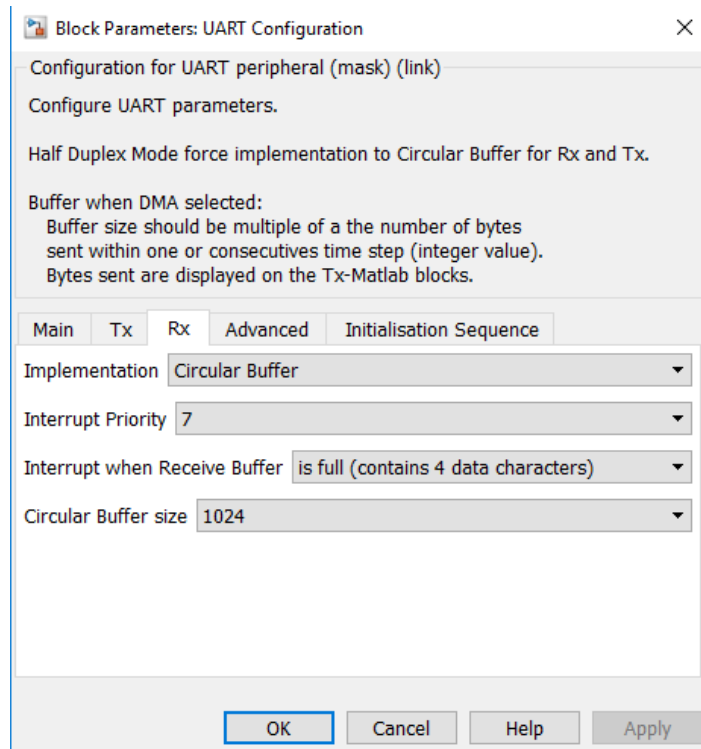 Block Parameters: UART Configuration
Configuration for UART peripheral (mask) (link)
Configure UART parameters.
Half Duplex Mode force implementation to Circular Buffer for Rx and Tx.
Buffer when DMA selected:
Buffer size should be multiple of a the number of bytes
sent within one or consecutives time step (integer value).
Bytes sent are displayed on the Tx-Matlab blocks.
Main Tx Rx Advanced Initialisation Sequence
Implementation Circular Buffer
Interrupt Priority 7
Interrupt when Receive Buffer is full (contains 4 data characters)
Circular Buffer size 1024
OK Cancel Help Apply